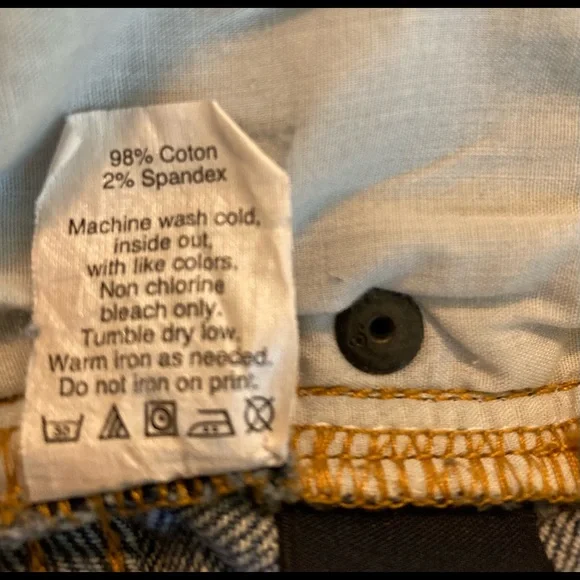 98% Coton
2% Spandex
Machine wash cold,
inside out,
with like colors.
Non chlorine
bleach only.
Tumble dry low.
Warm iron as needed.
Do not iron on print.
30